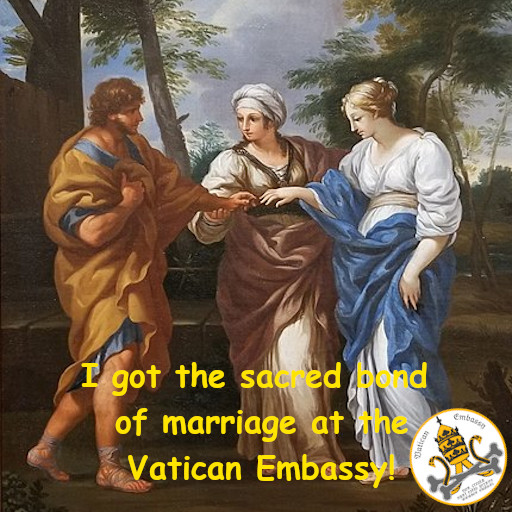 I got the sacred bond
of marriage at the
Vatican Embassy!
Vatican Embassy